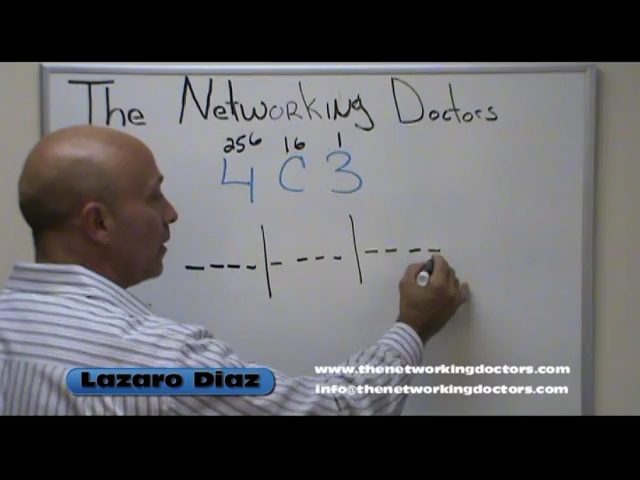 The Networking Doctors
256 16 1
4 C 3
www.thenetworkingdoctors.com
Lazaro Diaz
info@thenetworkingdoctors.com